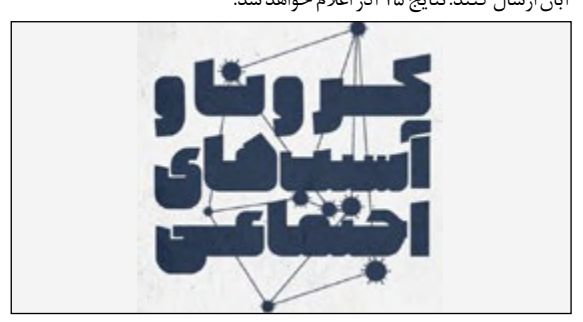 آبان ارسال کنند. نتایج ۱۵ آذر اعلام خواهد شد.
کرونا و
آسیب‌های
اجتماعی